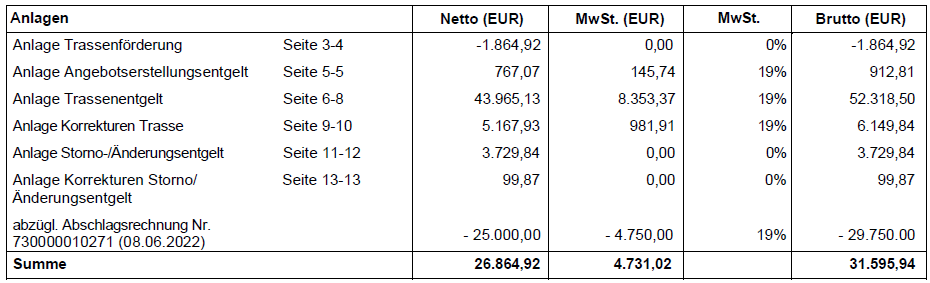 Anlagen Netto (EUR) MwSt. (EUR) MwSt. Brutto (EUR)
Anlage Trassenförderung Seite 3-4 -1.864,92 0,00 0% -1.864,92
Anlage Angebotserstellungsentgelt Seite 5-5 767,07 145,74 19% 912,81
Anlage Trassenentgelt Seite 6-8 43.965,13 8.353,37 19% 52.318,50
Anlage Korrekturen Trasse Seite 9-10 5.167,93 981,91 19% 6.149,84
Anlage Storno-/Änderungsentgelt Seite 11-12 3.729,84 0,00 0% 3.729,84
Anlage Korrekturen Storno/ Seite 13-13 99,87 0,00 0% 99,87
Änderungsentgelt
abzügl. Abschlagsrechnung Nr.
730000010271 (08.06.2022) - 25.000,00 - 4.750,00 19% - 29.750.00
Summe 26.864,92 4.731,02 31.595,94